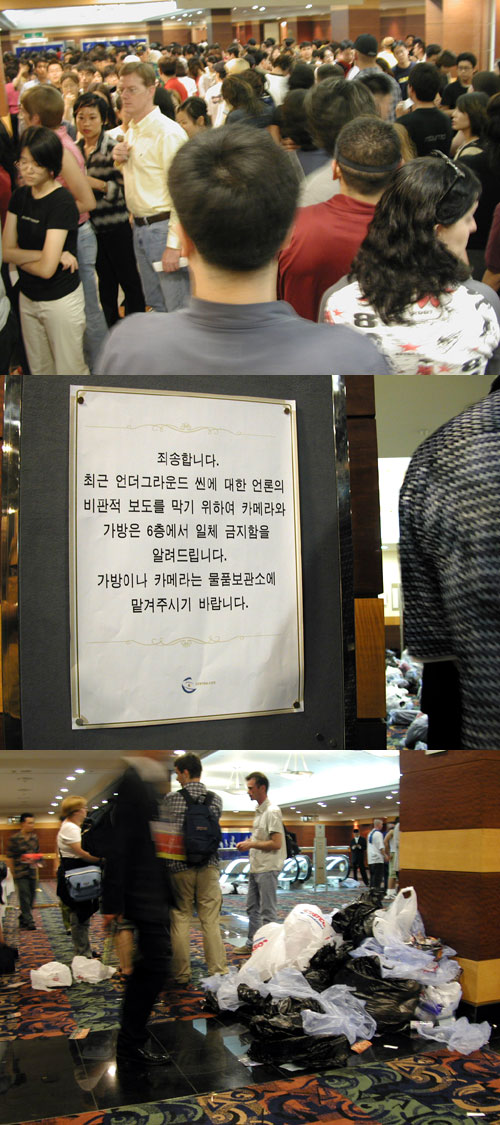 죄송합니다.
최근 언더그라운드 씬에 대한 언론의
비판적 보도를 막기 위하여 카메라와
가방은 6층에서 일체 금지함을
알려드립니다.
가방이나 카메라는 물품보관소에
맡겨주시기 바랍니다.